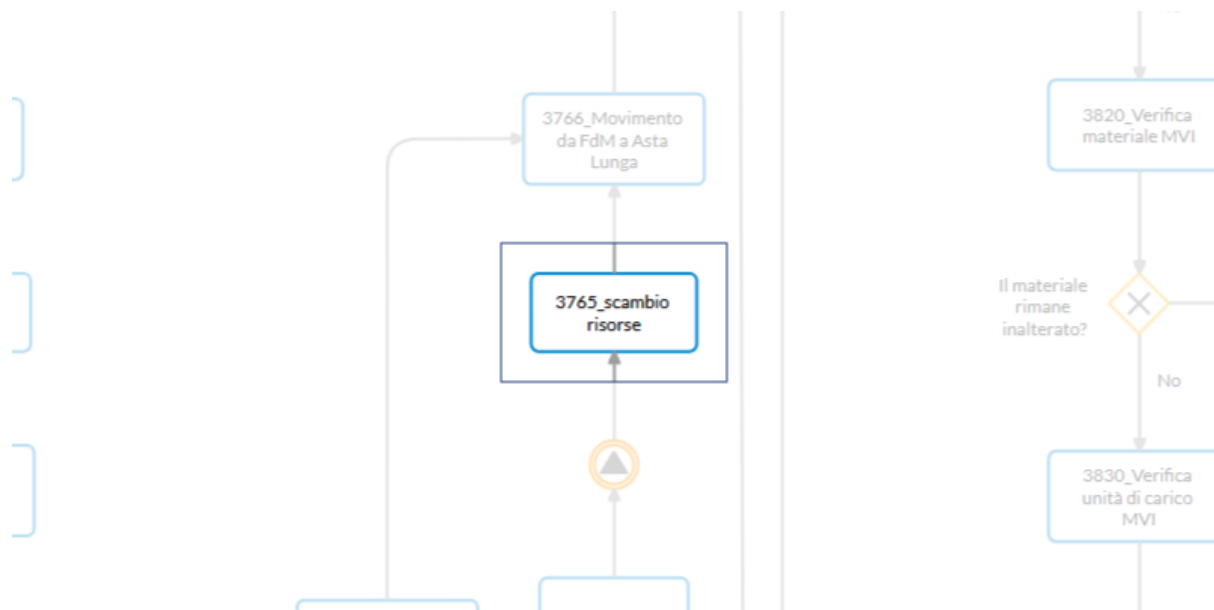 3766_Movimento
da FdM a Asta
Lunga
3765_scambio
risorse
3820_Verifica
materiale MVI
Il materiale
rimane
inalterato?
No
3830_Verifica
unità di carico
MVI